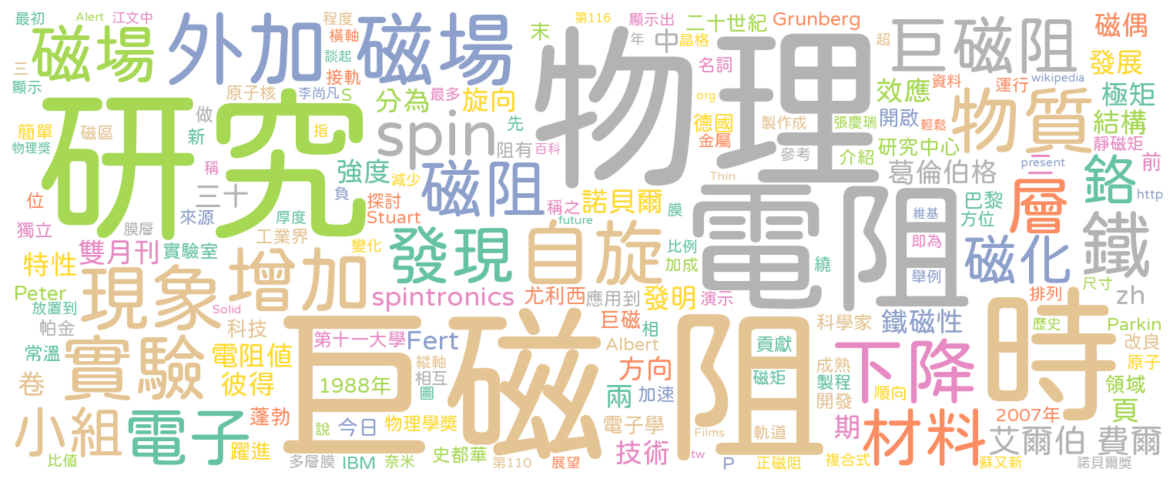 最初
Alert
江文中
程度
第116
顯示出
二十世紀
Grunberg
磁偶
磁場
外加
磁場
橫軸
談起
接軌
末
年
中
晶格
名詞
超
巨磁阻
發展
三
顯示
原子核
李尚凡
S
分為
最多
旋向
物理
org
效應
資料
運行
wikipedia
極矩
研究
簡單
磁區
做
新
指
spin
先
阻有
百科
德國
金屬
製作成
張慶瑞
開啟
輕鬆
物質
結構
物理獎
稱
強度
減少
參考
介紹
研究中心
靜磁矩
位
三十
負
磁阻
Thin
葛倫伯格
present
二
前
鉻
獨立
來源
探討
Stuart
稱之
諾貝爾
膜
電阻
維基
巴黎
方位
層
http
膜層
厚度
future
雙月刊
實驗室
工業界
變化
發現
自旋
比例
加成
繞
即為
舉例
磁化
鐵
特性
現象
增加
Peter
放置到
Solid
spintronics
尤利西
應用到
發明
演示
尺寸
排列
zh
帕金
科技
第十一大學
Fert
巨磁
相
科學家
鐵磁性
歷史
Parkin
常溫
實驗
電阻值
Albert
貢獻
改良
巨磁阻
時
縱軸
相互
方向
成熟
下降
原子
卷
彼得
1988年
圖
兩
加速
磁矩
製程
開發
順向
領域
頁
小組
電子
蓬勃
說
今日
物理學獎
電子學
軌道
期
材料
2007年
艾爾伯
費爾
躍進
比值
多層膜
IBM
奈米
史都華
第110
Films
展望
技術
tw
P
正磁阻
複合式
蘇又新
諾貝爾獎